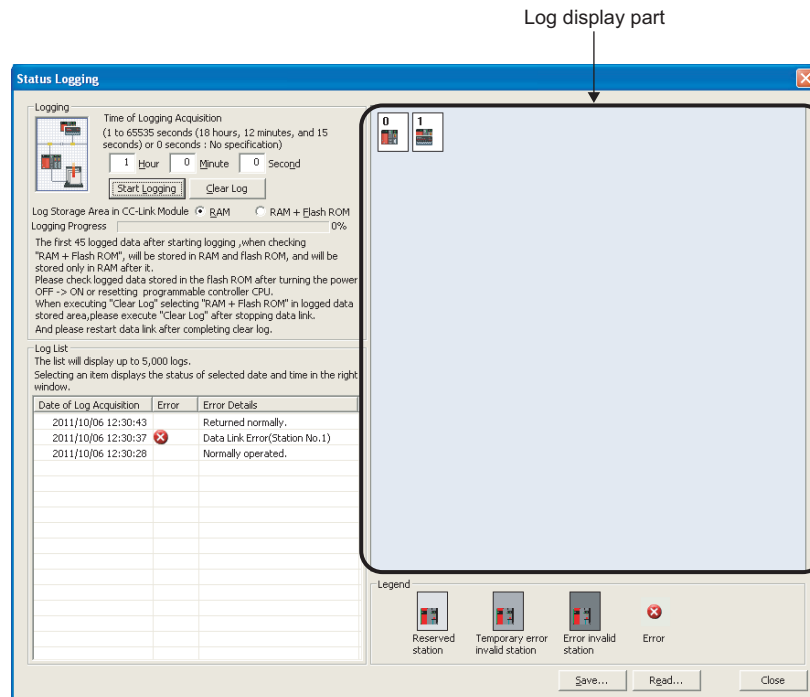 Log display part
Status Logging
Logging
Time of Logging Acquisition
(1 to 65535 seconds (18 hours, 12 minutes, and 15
seconds) or 0 seconds : No specification)
1 Hour 0 Minute 0 Second
Start Logging Clear Log
Log Storage Area in CC-Link Module RAM RAM + Flash ROM
Logging Progress 0%
The first 45 logged data after starting logging ,when checking
"RAM + Flash ROM", will be stored in RAM and flash ROM, and will be
stored only in RAM after it.
Please check logged data stored in the flash ROM after turning the power
OFF -> ON or resetting programmable controller CPU.
When executing "Clear Log" selecting "RAM + Flash ROM" in logged data
stored area,please execute "Clear Log" after stopping data link.
And please restart data link after completing clear log.
Log List
The list will display up to 5,000 logs.
Selecting an item displays the status of selected date and time in the right
window.
Date of Log Acquisition Error Error Details
2011/10/06 12:30:43 Returned normally.
2011/10/06 12:30:37 Data Link Error(Station No.1)
2011/10/06 12:30:28 Normally operated.
0 1
Legend
Reserved
station
Temporary error
invalid station
Error invalid
station
Error
Save... Read... Close